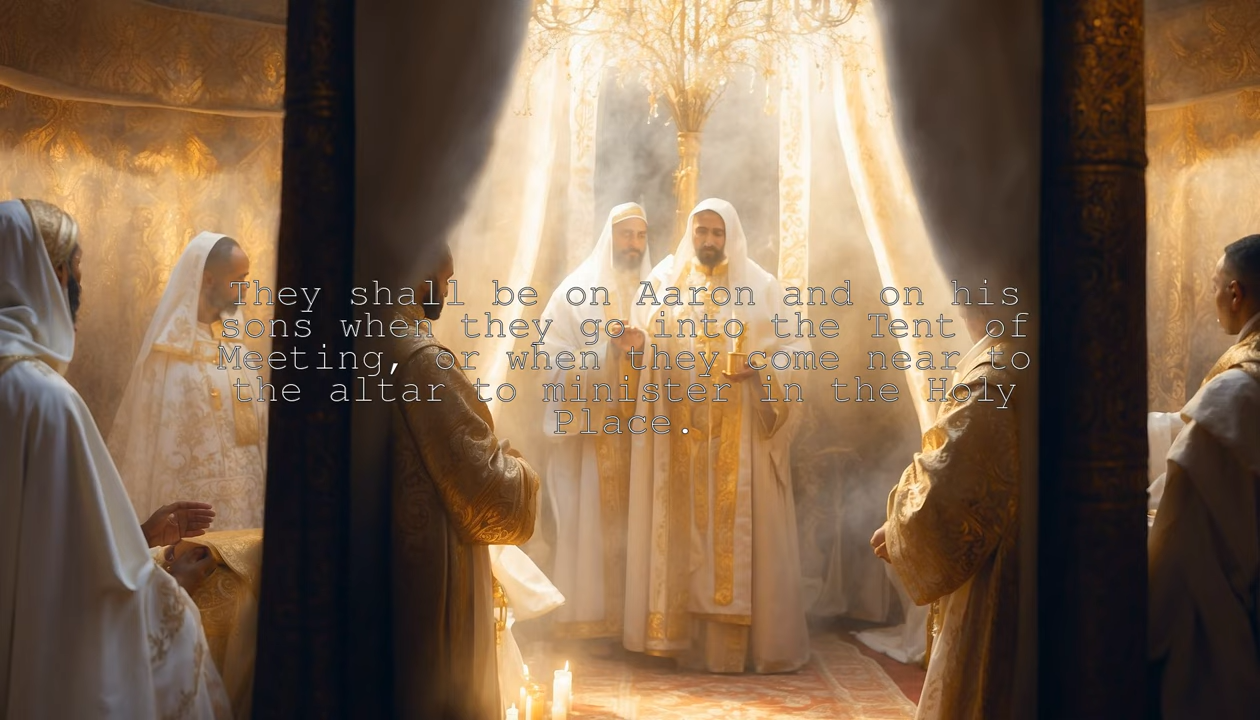 They shall be on Aaron and on his
sons when they go into the Tent of
Meeting, or when they come near to
the altar to minister in the Holy
Place.